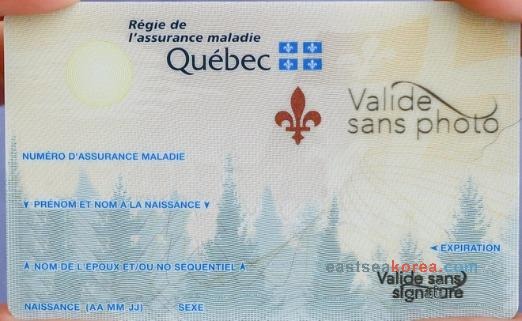 Régie de
l'assurance maladie
Québec
Valide
sans photo
NUMÉRO D'ASSURANCE MALADIE
PRÉNOM ET NOM À LA NAISSANCE
EXPIRATION
NOM DE L'ÉPOUX ET/OU NO SÉQUENTIEL
eastseakorea.com
Valide sans
signature
NAISSANCE (AA MM JJ) SEXE